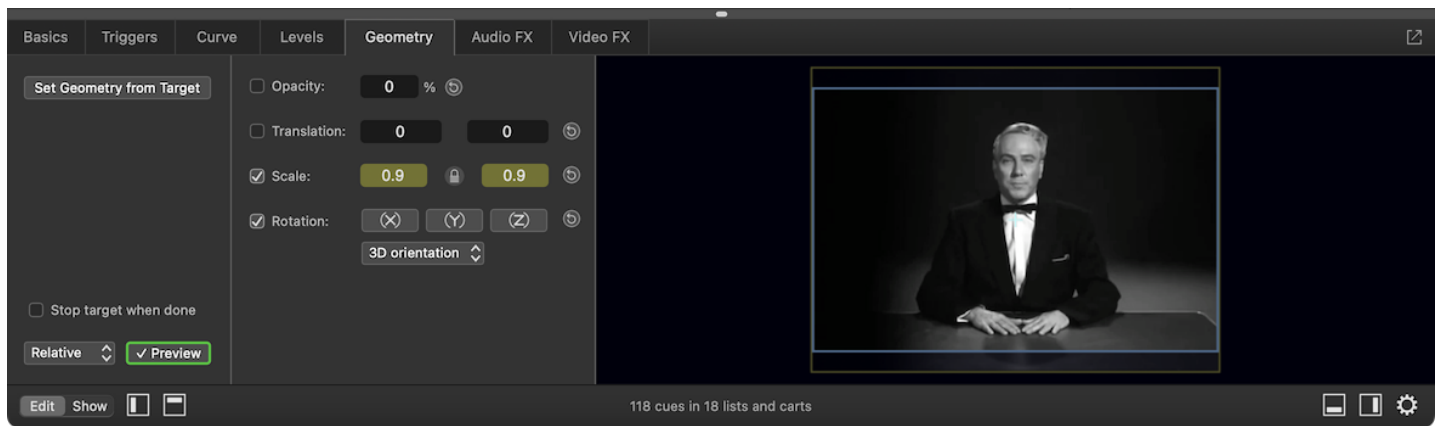 Basics Triggers Curve Levels Geometry Audio FX Video FX
Set Geometry from Target
Opacity: 0 %
Translation: 0 0
Scale: 0.9 0.9
Rotation: (X) (Y) (Z)
3D orientation
Stop target when done
Relative ✓ Preview
Edit Show 118 cues in 18 lists and carts